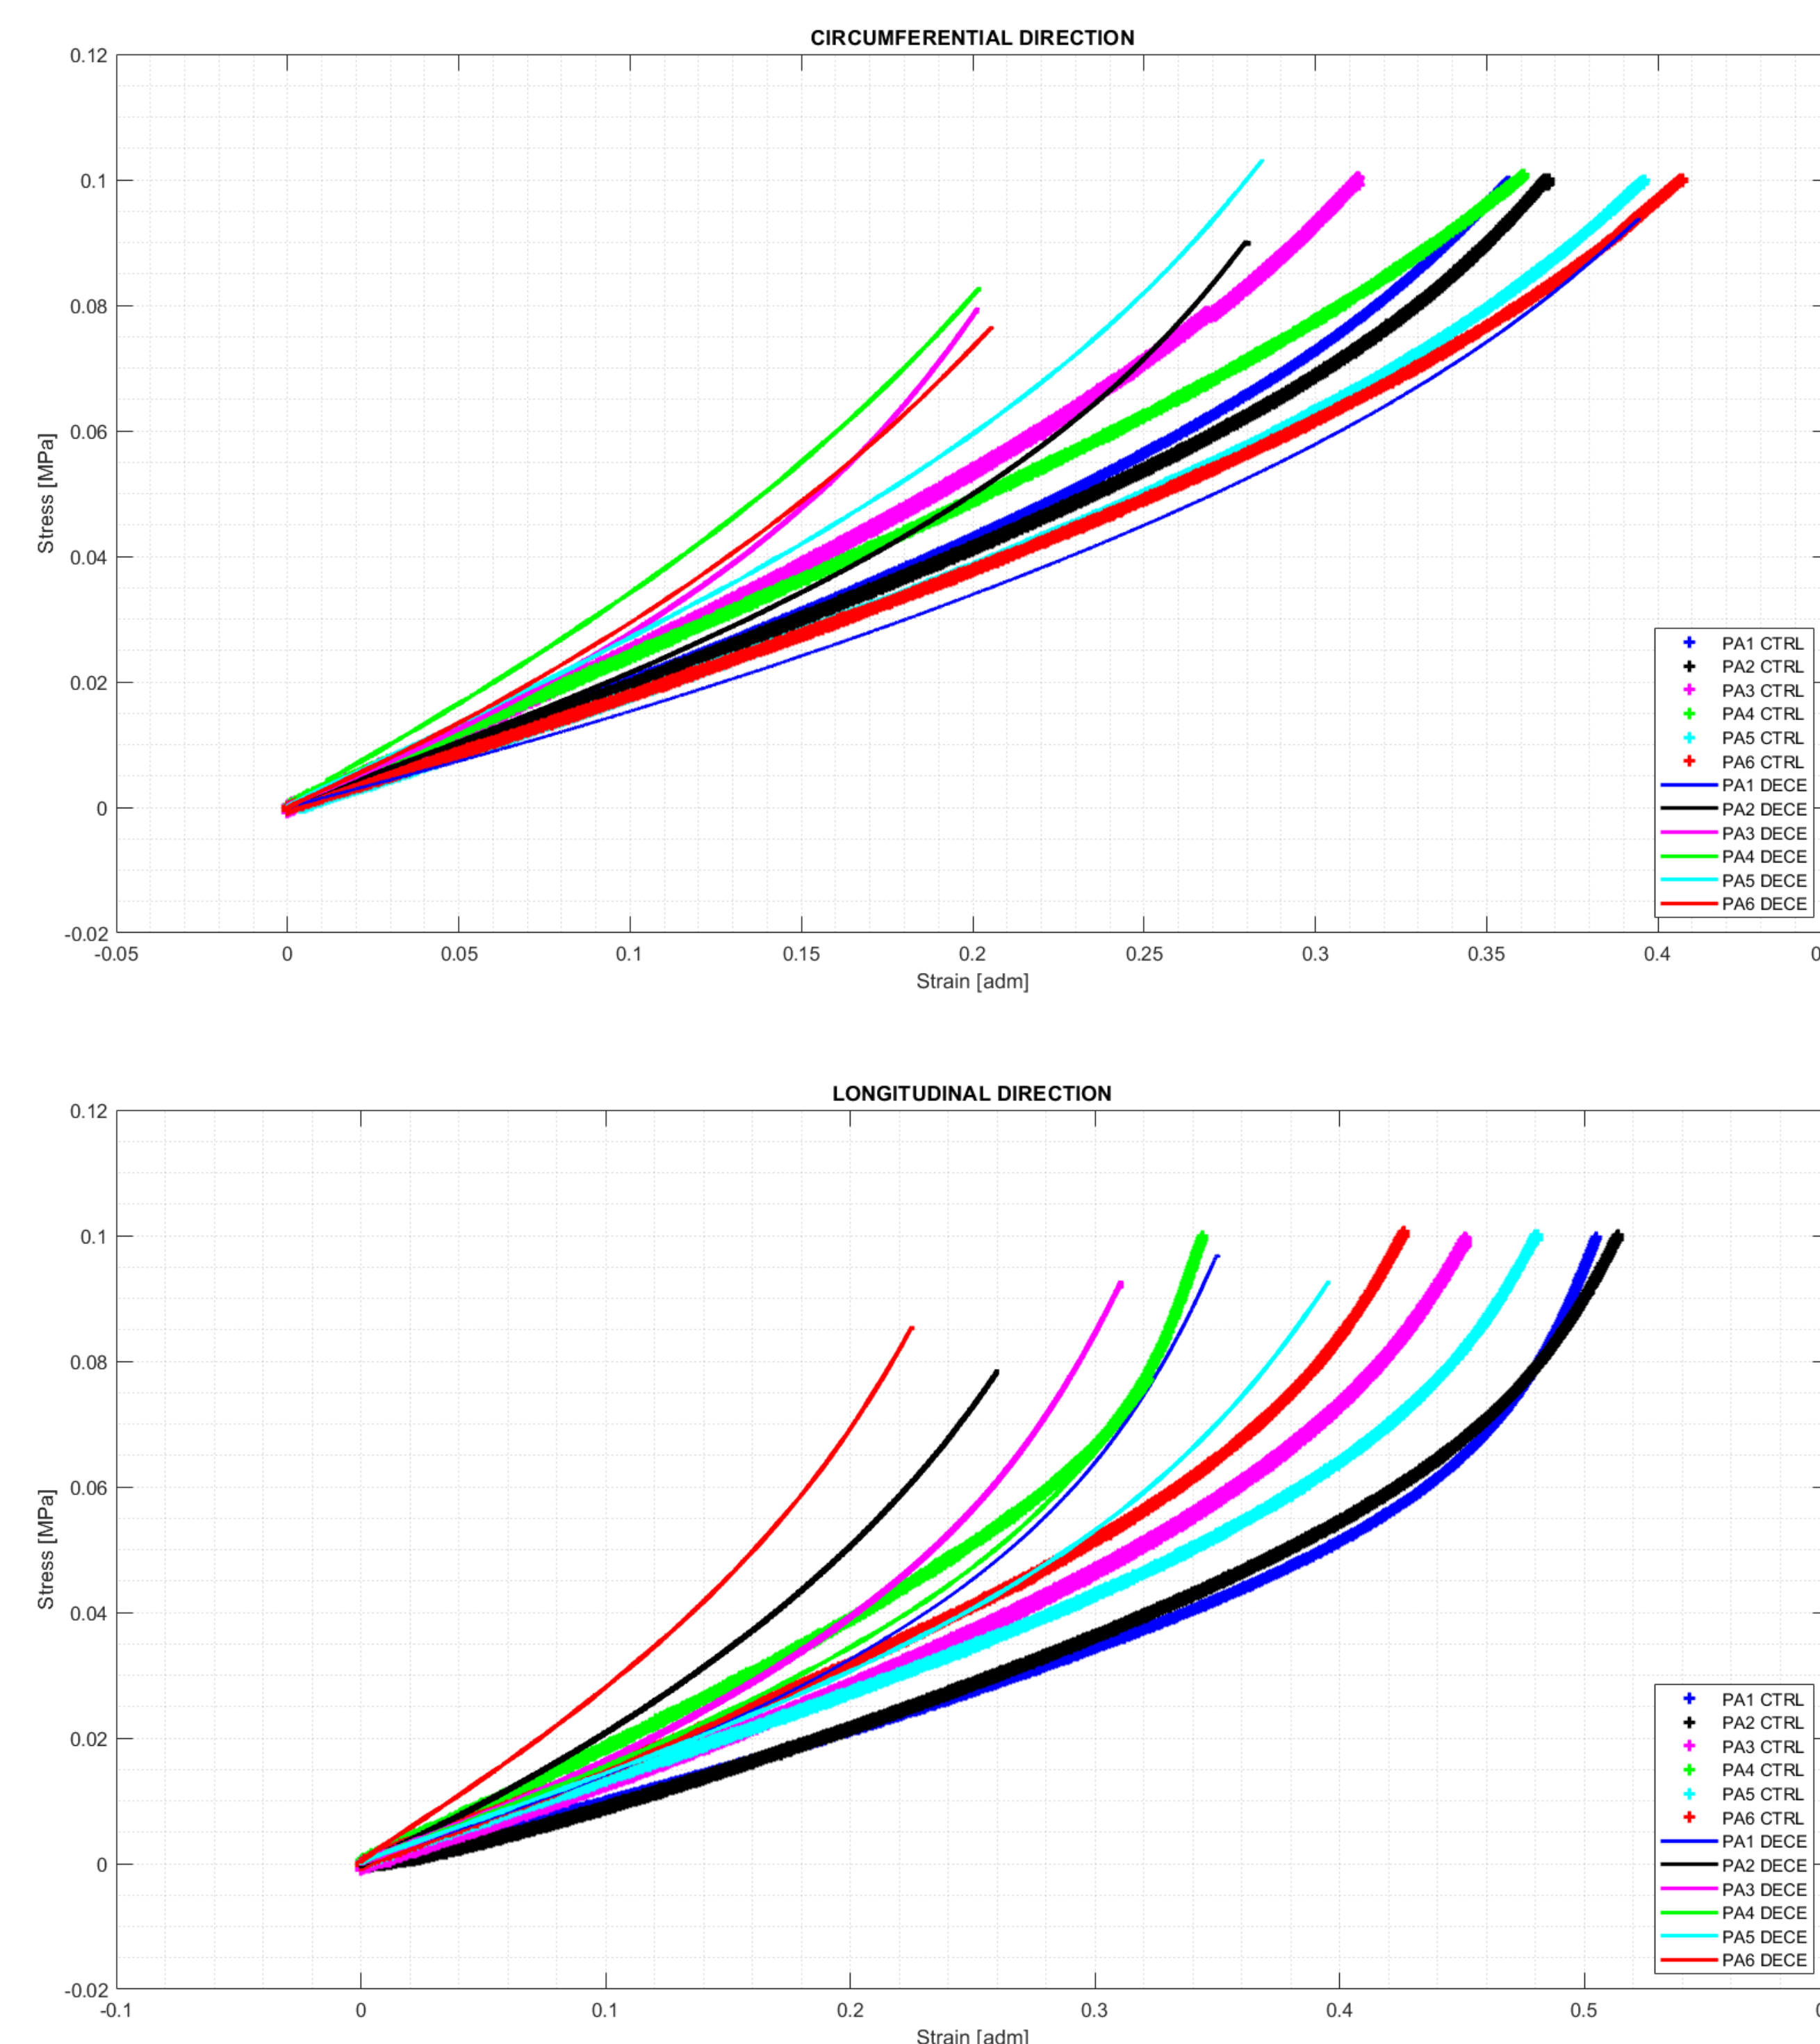 CIRCUMFERENTIAL DIRECTION
0.12
0.1
0.08
0.06
0.04
0.02
0
-0.02
Stress [MPa]
-0.05 0 0.05 0.1 0.15 0.2 0.25 0.3 0.35 0.4
Strain [adm]
PA1 CTRL
PA2 CTRL
PA3 CTRL
PA4 CTRL
PA5 CTRL
PA6 CTRL
PA1 DECE
PA2 DECE
PA3 DECE
PA4 DECE
PA5 DECE
PA6 DECE
LONGITUDINAL DIRECTION
0.12
0.1
0.08
0.06
0.04
0.02
0
-0.02
Stress [MPa]
-0.1 0 0.1 0.2 0.3 0.4 0.5
Strain [adm]
PA1 CTRL
PA2 CTRL
PA3 CTRL
PA4 CTRL
PA5 CTRL
PA6 CTRL
PA1 DECE
PA2 DECE
PA3 DECE
PA4 DECE
PA5 DECE
PA6 DECE